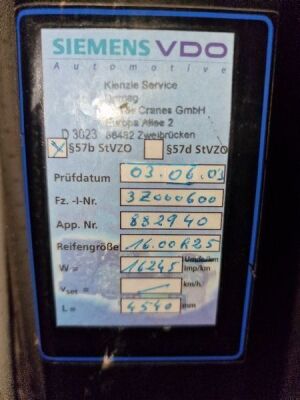 SIEMENS VDO
Automotive
Kienzle Service
Demag
Cranes GmbH
Europa Allee 2
D 3023 66482 Zweibrücken
§57b StVZO §57d StVZO
Prüfdatum 03.06.03
Fz. -I-Nr. 3Z000600
App. Nr. 882940
Reifengröße 16.00R25
W = 16245 Umdr/km
Imp/km
Vset = km/h
L = 4540 mm